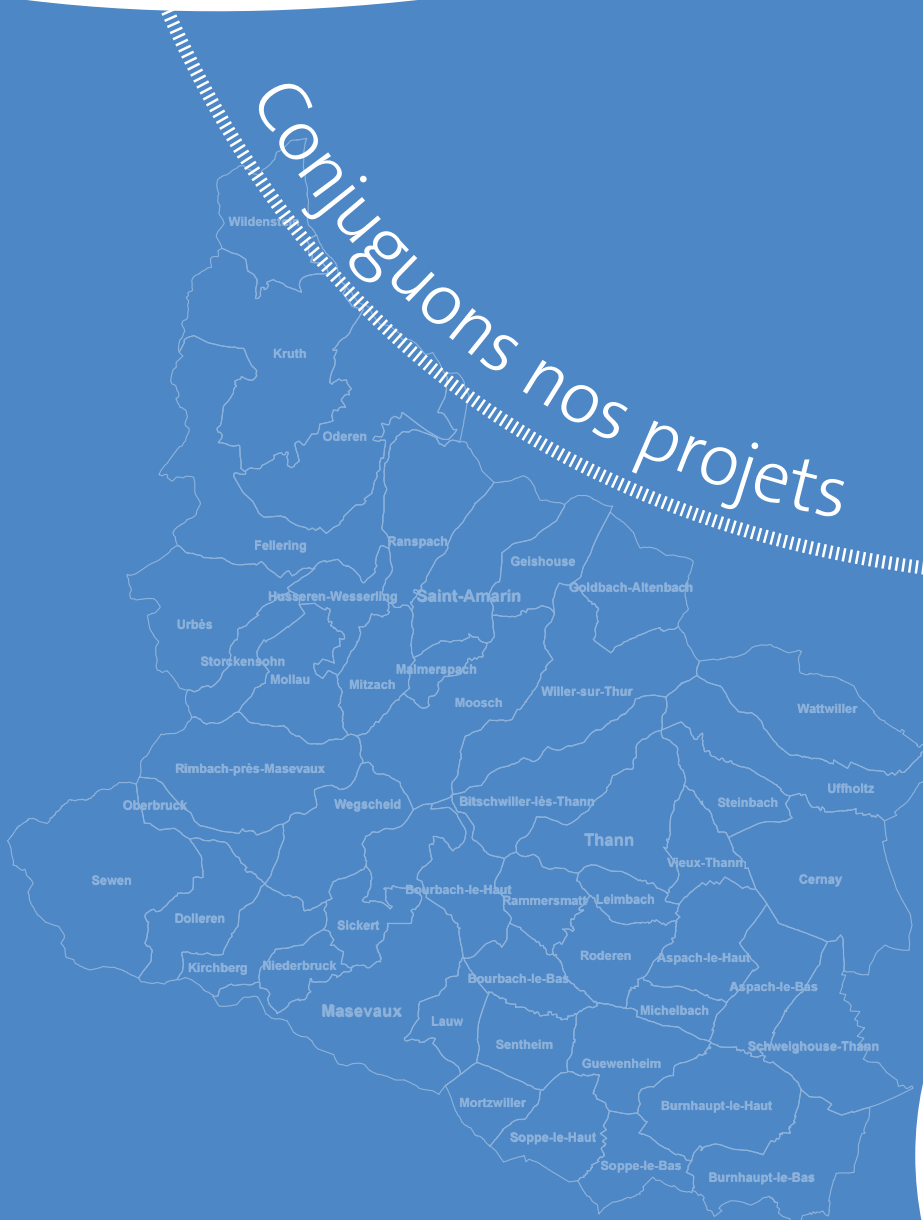 Conjuguons nos projets
Wildenstein
Kruth
Oderen
Fellering
Ranspach
Geishouse
Goldbach-Altenbach
Husseren-Wesserling
Saint-Amarin
Urbès
Storckensohn
Mollau
Mitzach
Malmerspach
Moosch
Willer-sur-Thur
Wattwiller
Rimbach-près-Masevaux
Oberbruck
Wegscheid
Bitschwiller-lès-Thann
Steinbach
Uffholtz
Thann
Vieux-Thann
Sewen
Bourbach-le-Haut
Rammersmatt
Leimbach
Cernay
Dolleren
Sickert
Kirchberg
Niederbruck
Roderen
Aspach-le-Haut
Bourbach-le-Bas
Aspach-le-Bas
Masevaux
Lauw
Michelbach
Sentheim
Schweighouse-Thann
Guewenheim
Mortzwiller
Burnhaupt-le-Haut
Soppe-le-Haut
Soppe-le-Bas
Burnhaupt-le-Bas